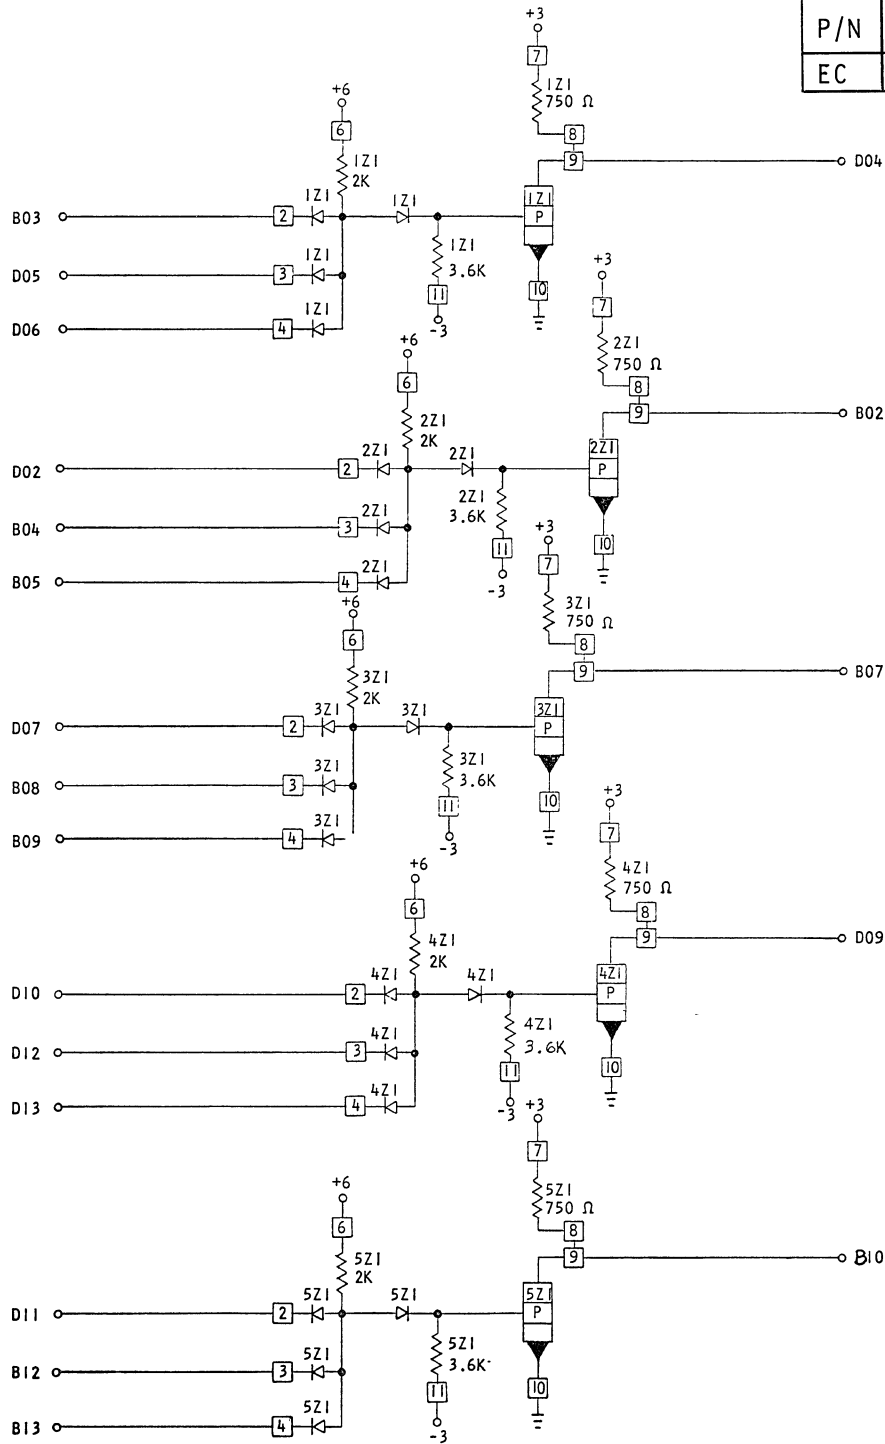 P/N
EC
+3
7
1Z1
750 Ω
8
9
D04
+6
6
1Z1
2K
1Z1
1Z1
1Z1
P
B03
2
1Z1
D05
3
1Z1
3.6K
11
-3
10
1Z1
D06
4
+3
7
2Z1
750 Ω
8
9
B02
+6
6
2Z1
2K
2Z1
2Z1
2Z1
P
D02
2
2Z1
B04
3
2Z1
3.6K
11
-3
10
2Z1
B05
4
+3
7
3Z1
750 Ω
8
9
B07
+6
6
3Z1
2K
3Z1
3Z1
3Z1
P
D07
2
3Z1
B08
3
3Z1
3.6K
11
-3
10
3Z1
B09
4
+3
7
4Z1
750 Ω
8
9
D09
+6
6
4Z1
2K
4Z1
4Z1
4Z1
P
D10
2
4Z1
D12
3
4Z1
3.6K
11
-3
10
4Z1
D13
4
+3
7
5Z1
750 Ω
8
9
B10
+6
6
5Z1
2K
5Z1
5Z1
5Z1
P
D11
2
5Z1
B12
3
5Z1
3.6K
11
-3
10
5Z1
B13
4